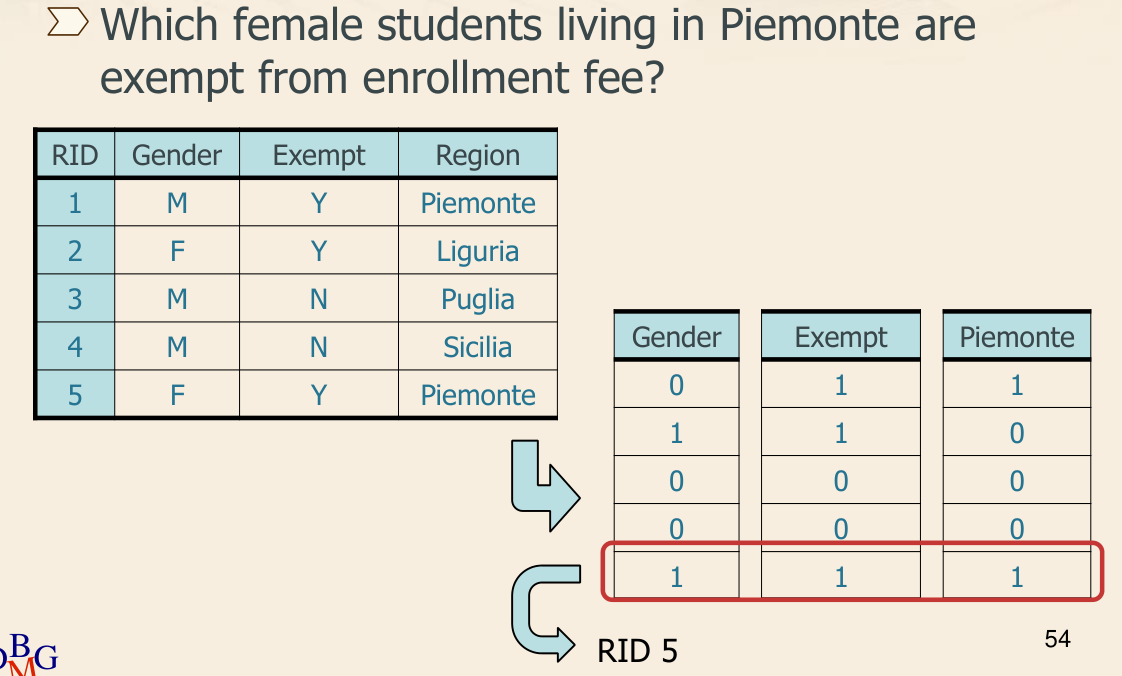 Which female students living in Piemonte are
exempt from enrollment fee?
RID Gender Exempt Region
1 M Y Piemonte
2 F Y Liguria
3 M N Puglia
4 M N Sicilia
5 F Y Piemonte
Gender Exempt Piemonte
0 1 1
1 1 0
0 0 0
0 0 0
1 1 1
RID 5
54
BG
M